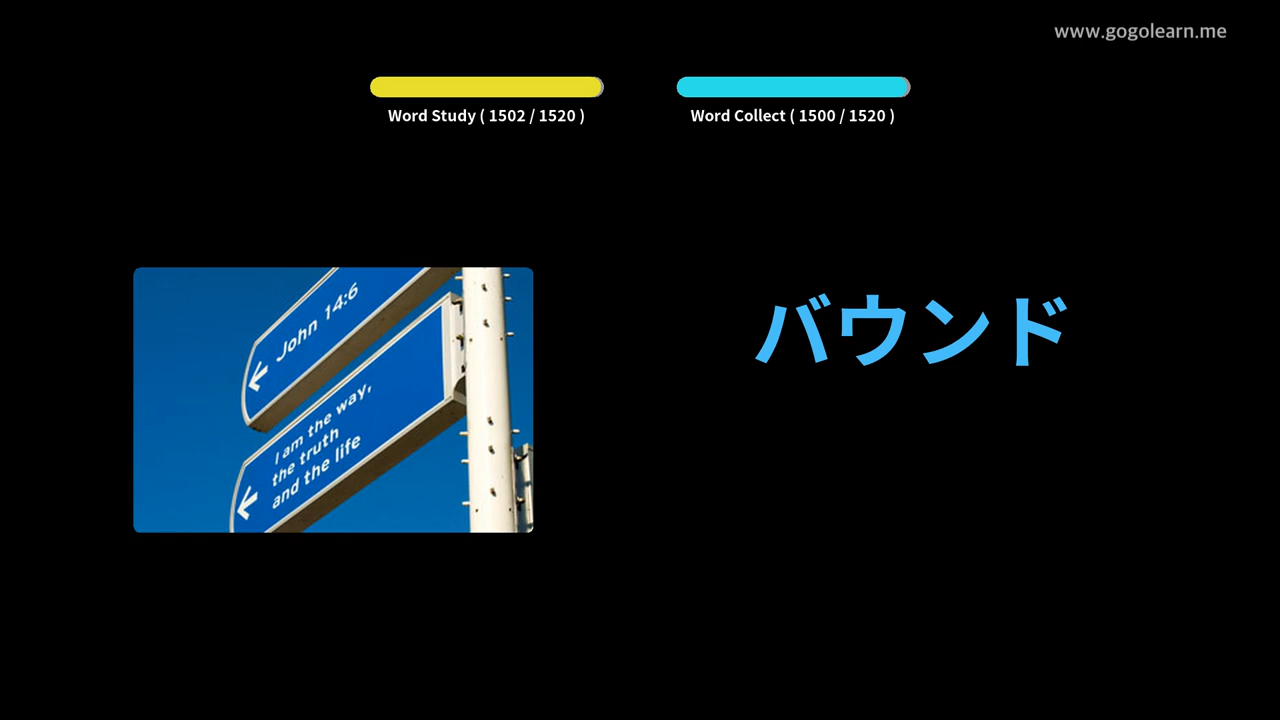 www.gogolearn.me
Word Study ( 1502 / 1520 )
Word Collect ( 1500 / 1520 )
John 14:6
I am the way,
the truth
and the life
バウンド